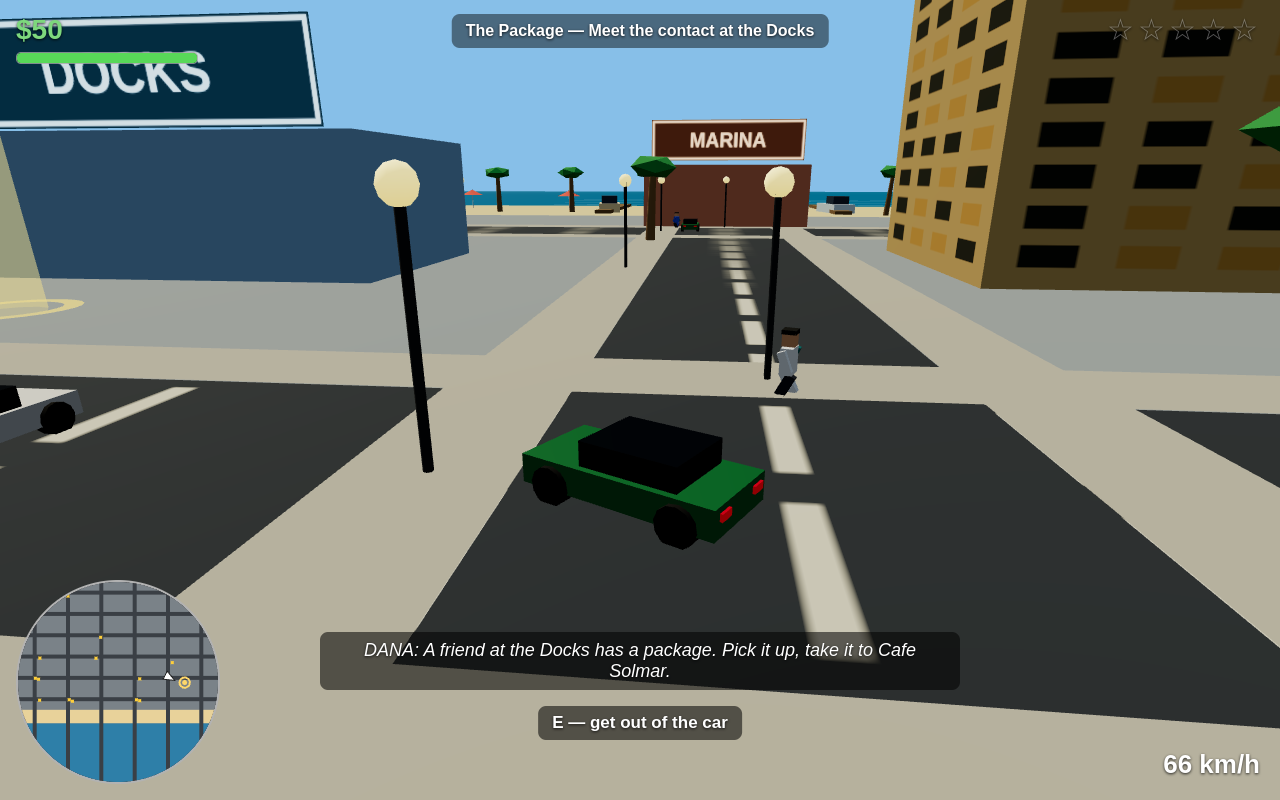 $50
The Package — Meet the contact at the Docks
DOCKS
MARINA
DANA: A friend at the Docks has a package. Pick it up, take it to Cafe
Solmar.
E — get out of the car
66 km/h